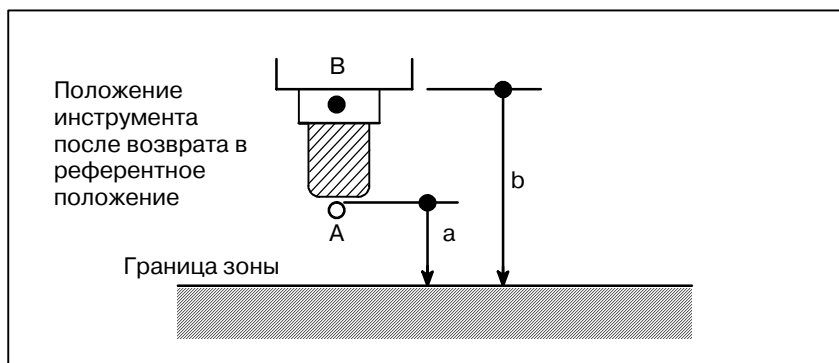 B
Положение
инструмента
после возврата в
референтное
положение
b
A
a
Граница зоны